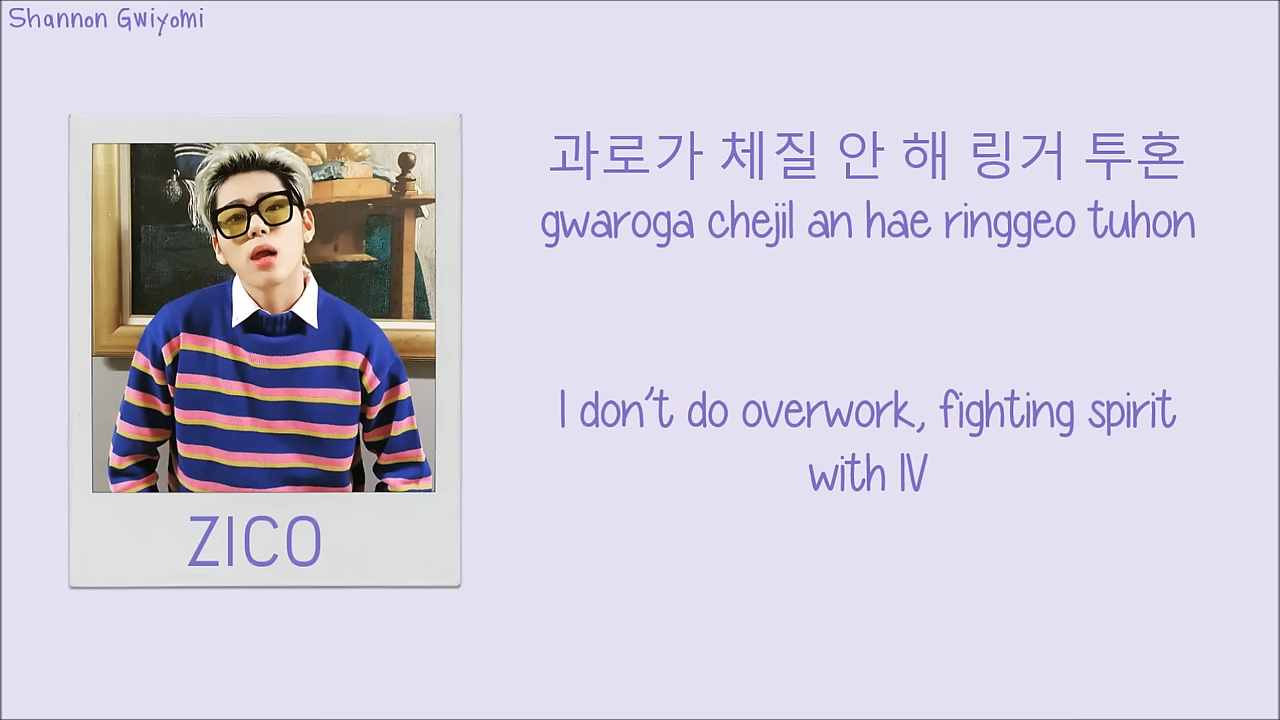 Shannon Gwiyomi
과로가 체질 안 해 링거 투혼
gwaroga chejil an hae ringgeo tuhon
I don't do overwork, fighting spirit
with IV
ZICO